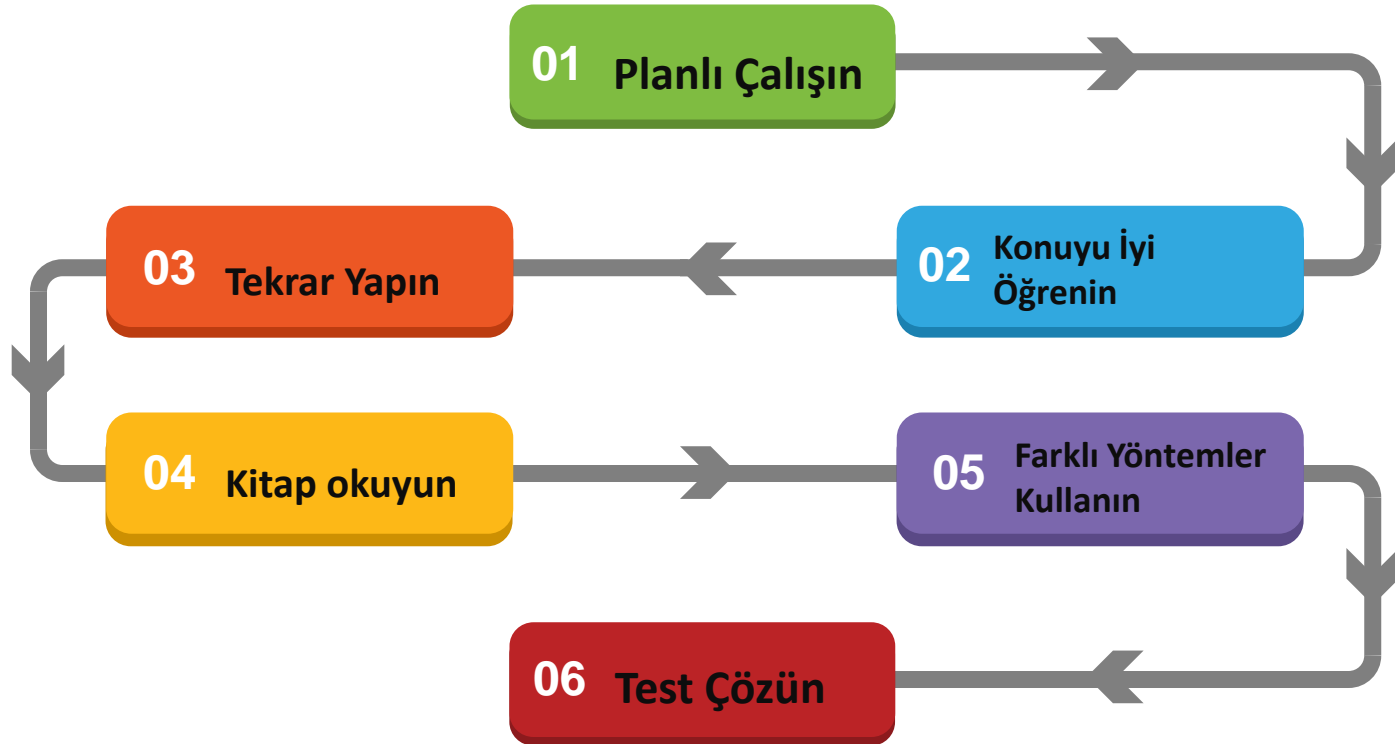 01 Planlı Çalışın
02 Konuyu İyi
Öğrenin
03 Tekrar Yapın
04 Kitap okuyun
05 Farklı Yöntemler
Kullanın
06 Test Çözün